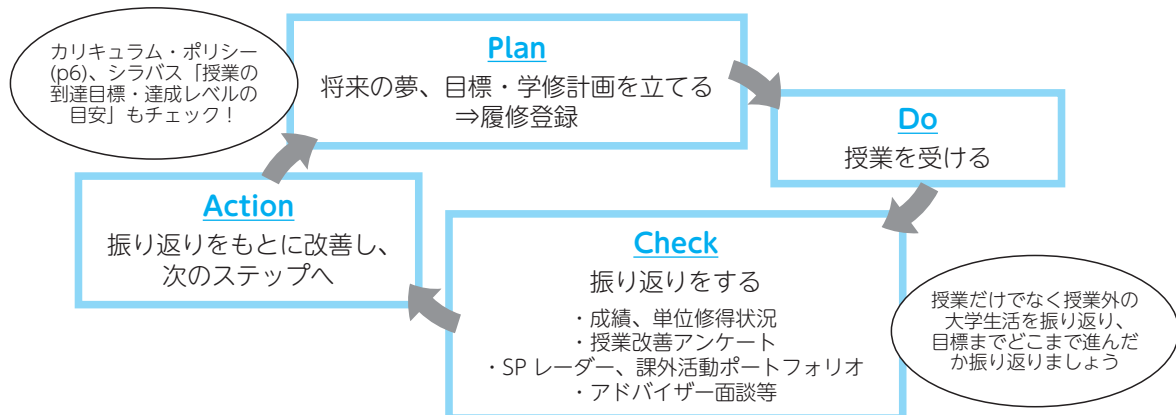 カリキュラム・ポリシー
(p6)、シラバス「授業の
到達目標・達成レベルの
目安」もチェック！
Plan
将来の夢、目標・学修計画を立てる
⇒履修登録
Do
授業を受ける
Check
振り返りをする
・成績、単位修得状況
・授業改善アンケート
・SP レーダー、課外活動ポートフォリオ
・アドバイザー面談等
授業だけでなく授業外の
大学生活を振り返り、
目標までどこまで進んだ
か振り返りましょう
Action
振り返りをもとに改善し、
次のステップへ